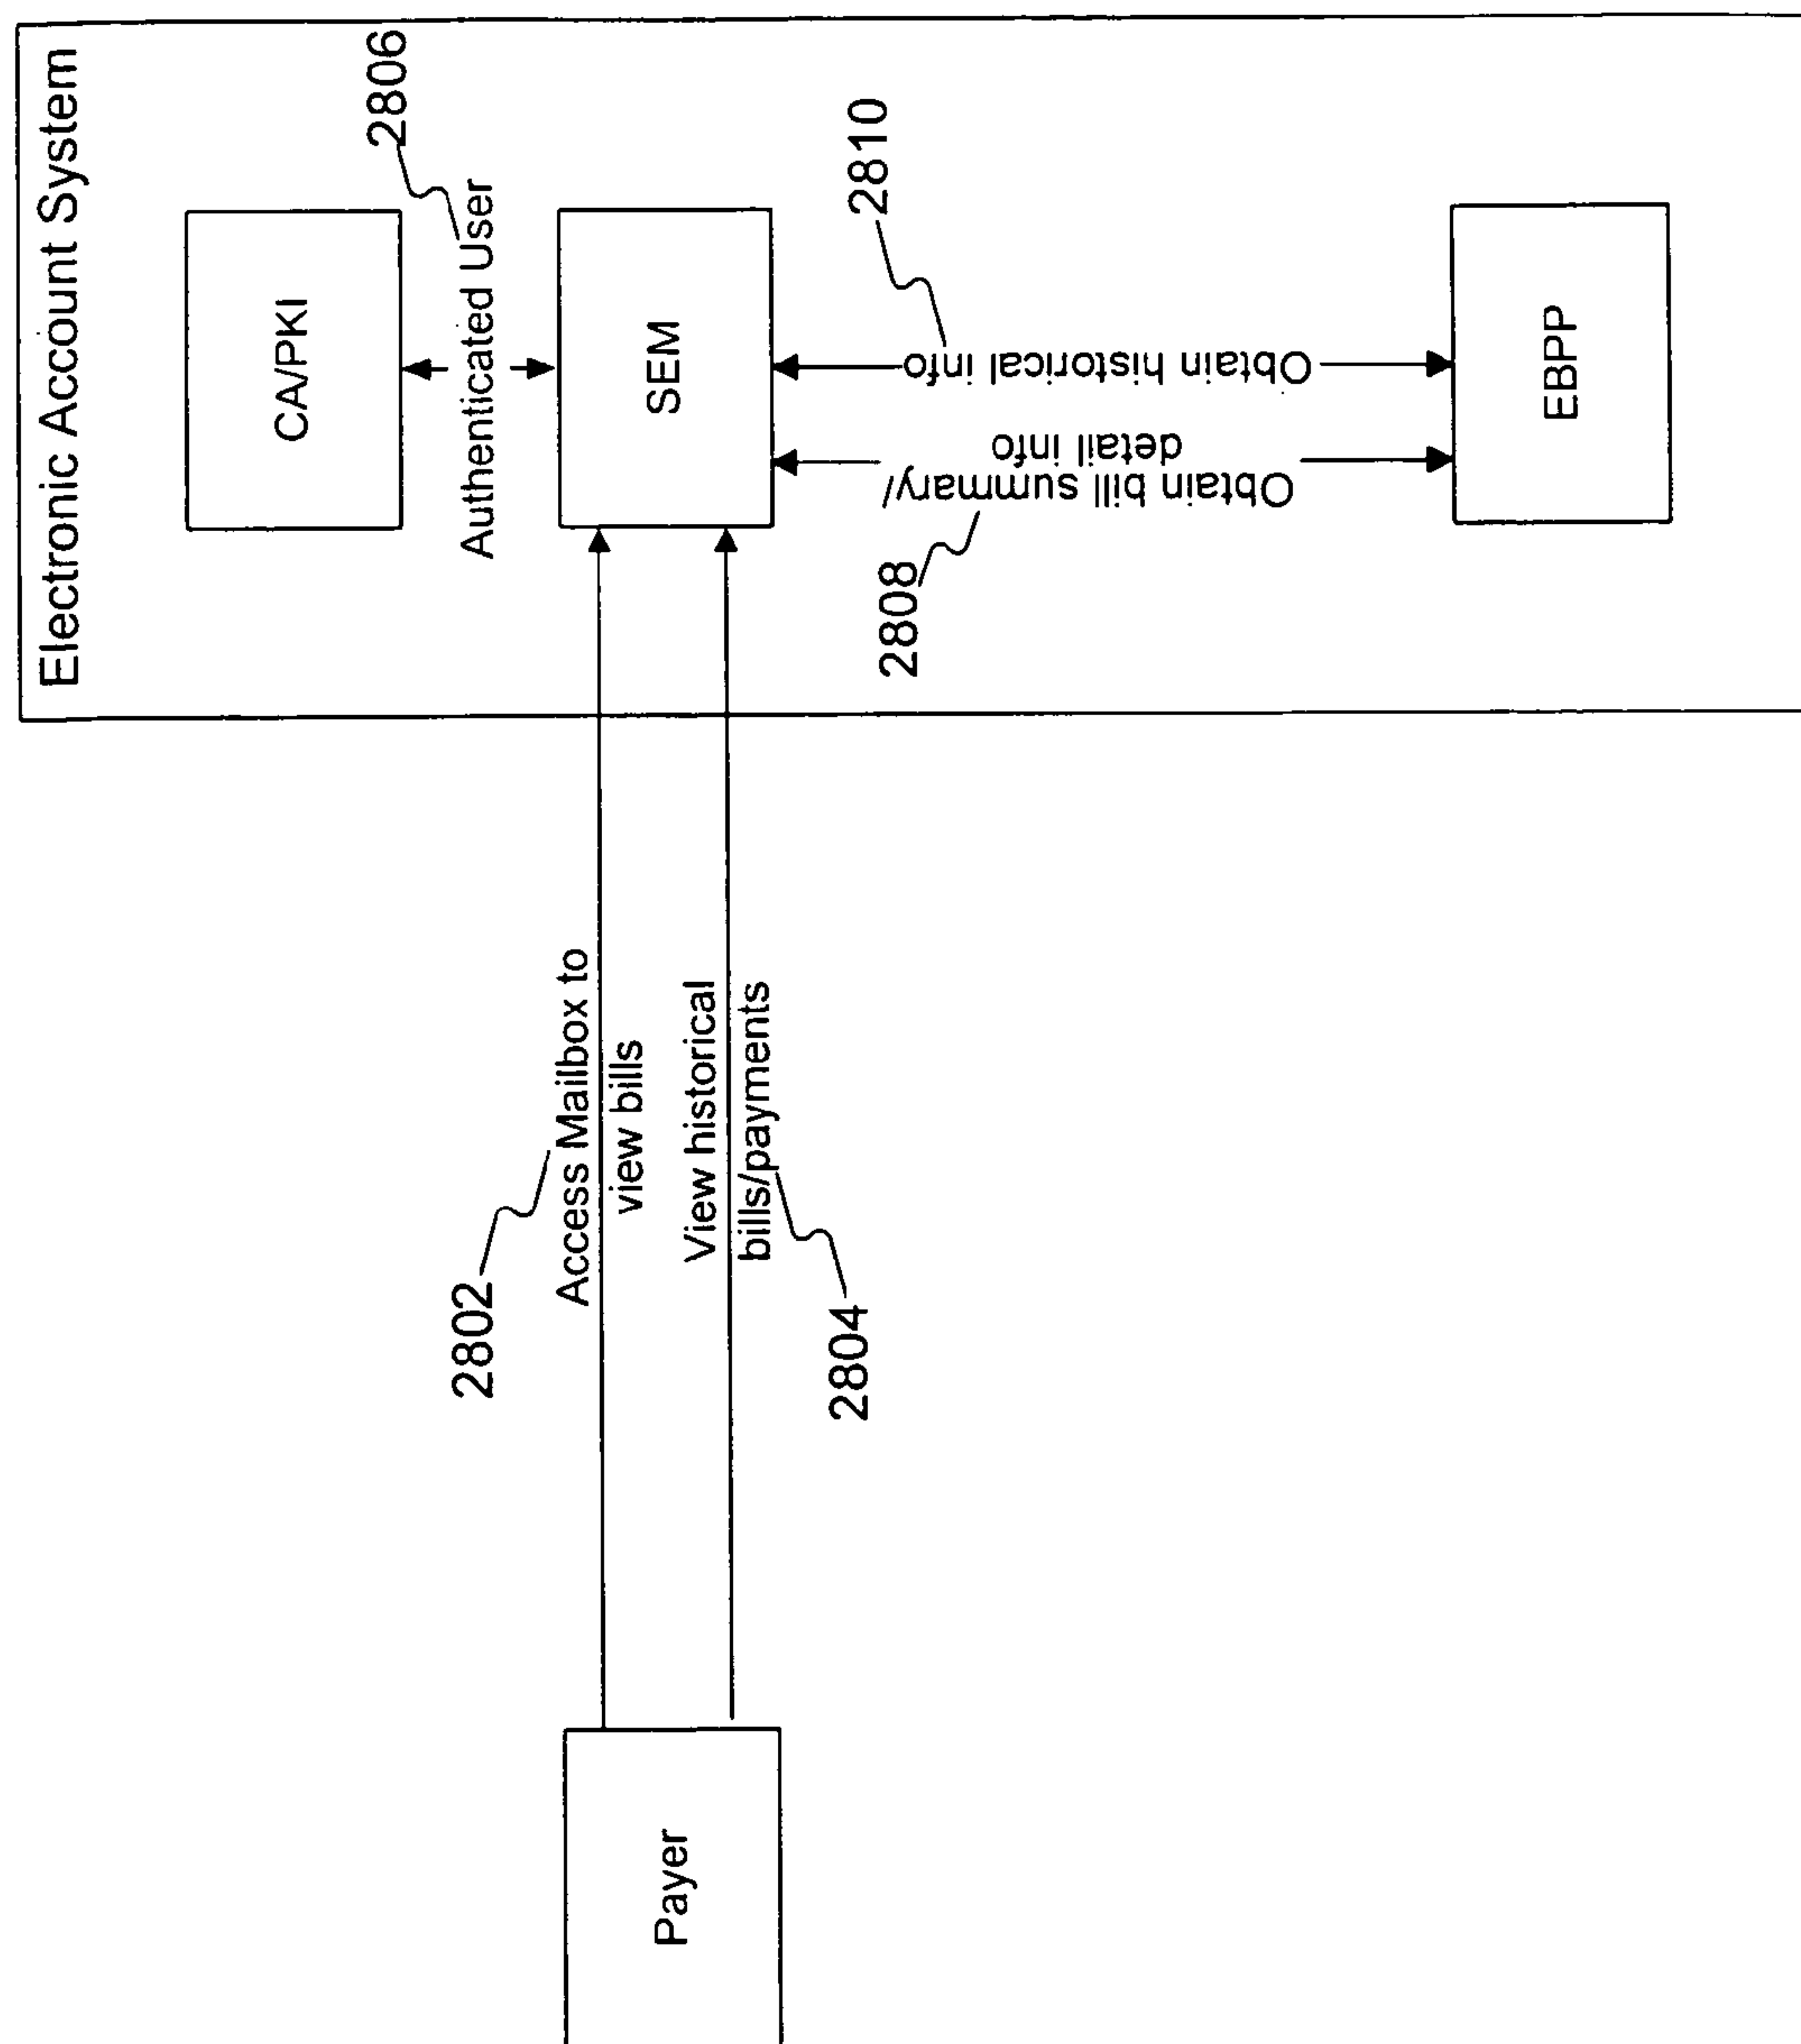 Electronic Account System
CA/PKI
2806
Authenticated User
SEM
2810
Obtain historical info
Obtain bill summary/
detail info
2808
EBPP
2802
Access Mailbox to
view bills
View historical
bills/payments
2804
Payer